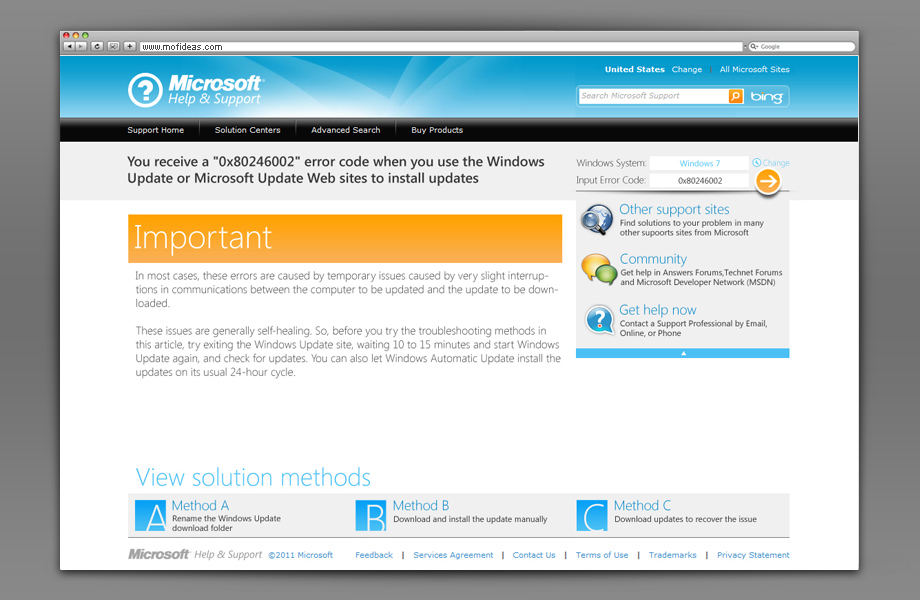 www.mofideas.com
Google
United States Change | All Microsoft Sites
Microsoft
Help & Support
Search Microsoft Support
bing
Support Home
Solution Centers
Advanced Search
Buy Products
You receive a "0x80246002" error code when you use the Windows
Update or Microsoft Update Web sites to install updates
Windows System: Windows 7 Change
Input Error Code: 0x80246002
Important
In most cases, these errors are caused by temporary issues caused by very slight interrup-
tions in communications between the computer to be updated and the update to be down-
loaded.
These issues are generally self-healing. So, before you try the troubleshooting methods in
this article, try exiting the Windows Update site, waiting 10 to 15 minutes and start Windows
Update again, and check for updates. You can also let Windows Automatic Update install the
updates on its usual 24-hour cycle.
Other support sites
Find solutions to your problem in many
other supoorts sites from Microsoft
Community
Get help in Answers Forums,Technet Forums
and Microsoft Developer Network (MSDN)
Get help now
Contact a Support Professional by Email,
Online, or Phone
View solution methods
A
Method A
Rename the Windows Update
download folder
B
Method B
Download and install the update manually
C
Method C
Download updates to recover the issue
Microsoft Help & Support ©2011 Microsoft
Feedback | Services Agreement | Contact Us | Terms of Use | Trademarks | Privacy Statement